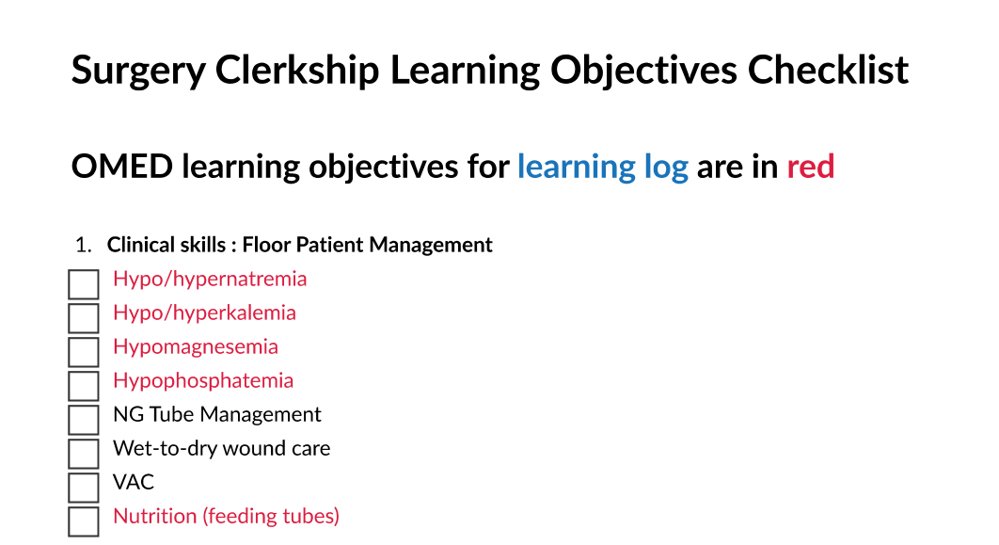 Surgery Clerkship Learning Objectives Checklist
OMED learning objectives for learning log are in red
1. Clinical skills : Floor Patient Management
Hypo/hypernatremia
Hypo/hyperkalemia
Hypomagnesemia
Hypophosphatemia
NG Tube Management
Wet-to-dry wound care
VAC
Nutrition (feeding tubes)